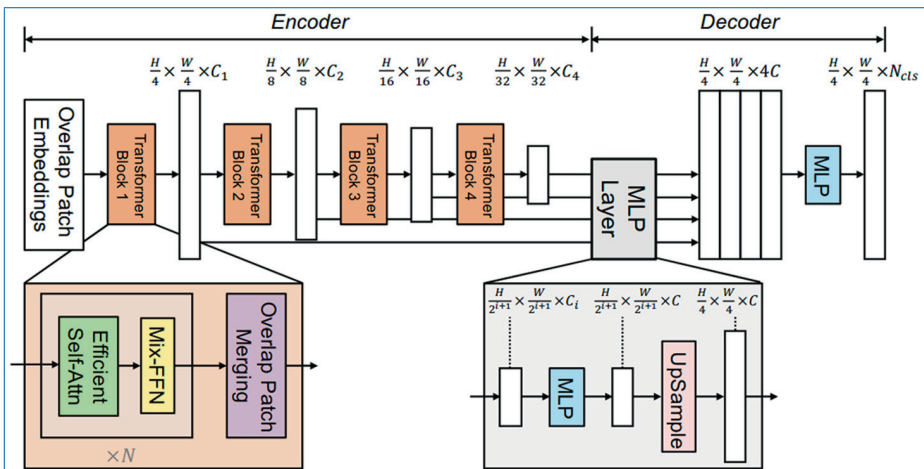 Encoder
Decoder
H/4 × W/4 × C₁
H/8 × W/8 × C₂
H/16 × W/16 × C₃
H/32 × W/32 × C₄
H/4 × W/4 × 4C
H/4 × W/4 × N_cls
Overlap Patch
Embeddings
Transformer
Block 1
Transformer
Block 2
Transformer
Block 3
Transformer
Block 4
MLP
Layer
MLP
Efficient
Self-Attn
Mix-FFN
×N
Overlap Patch
Merging
H/2^{i+1} × W/2^{i+1} × C_i
H/2^{i+1} × W/2^{i+1} × C
H/4 × W/4 × C
MLP
UpSample